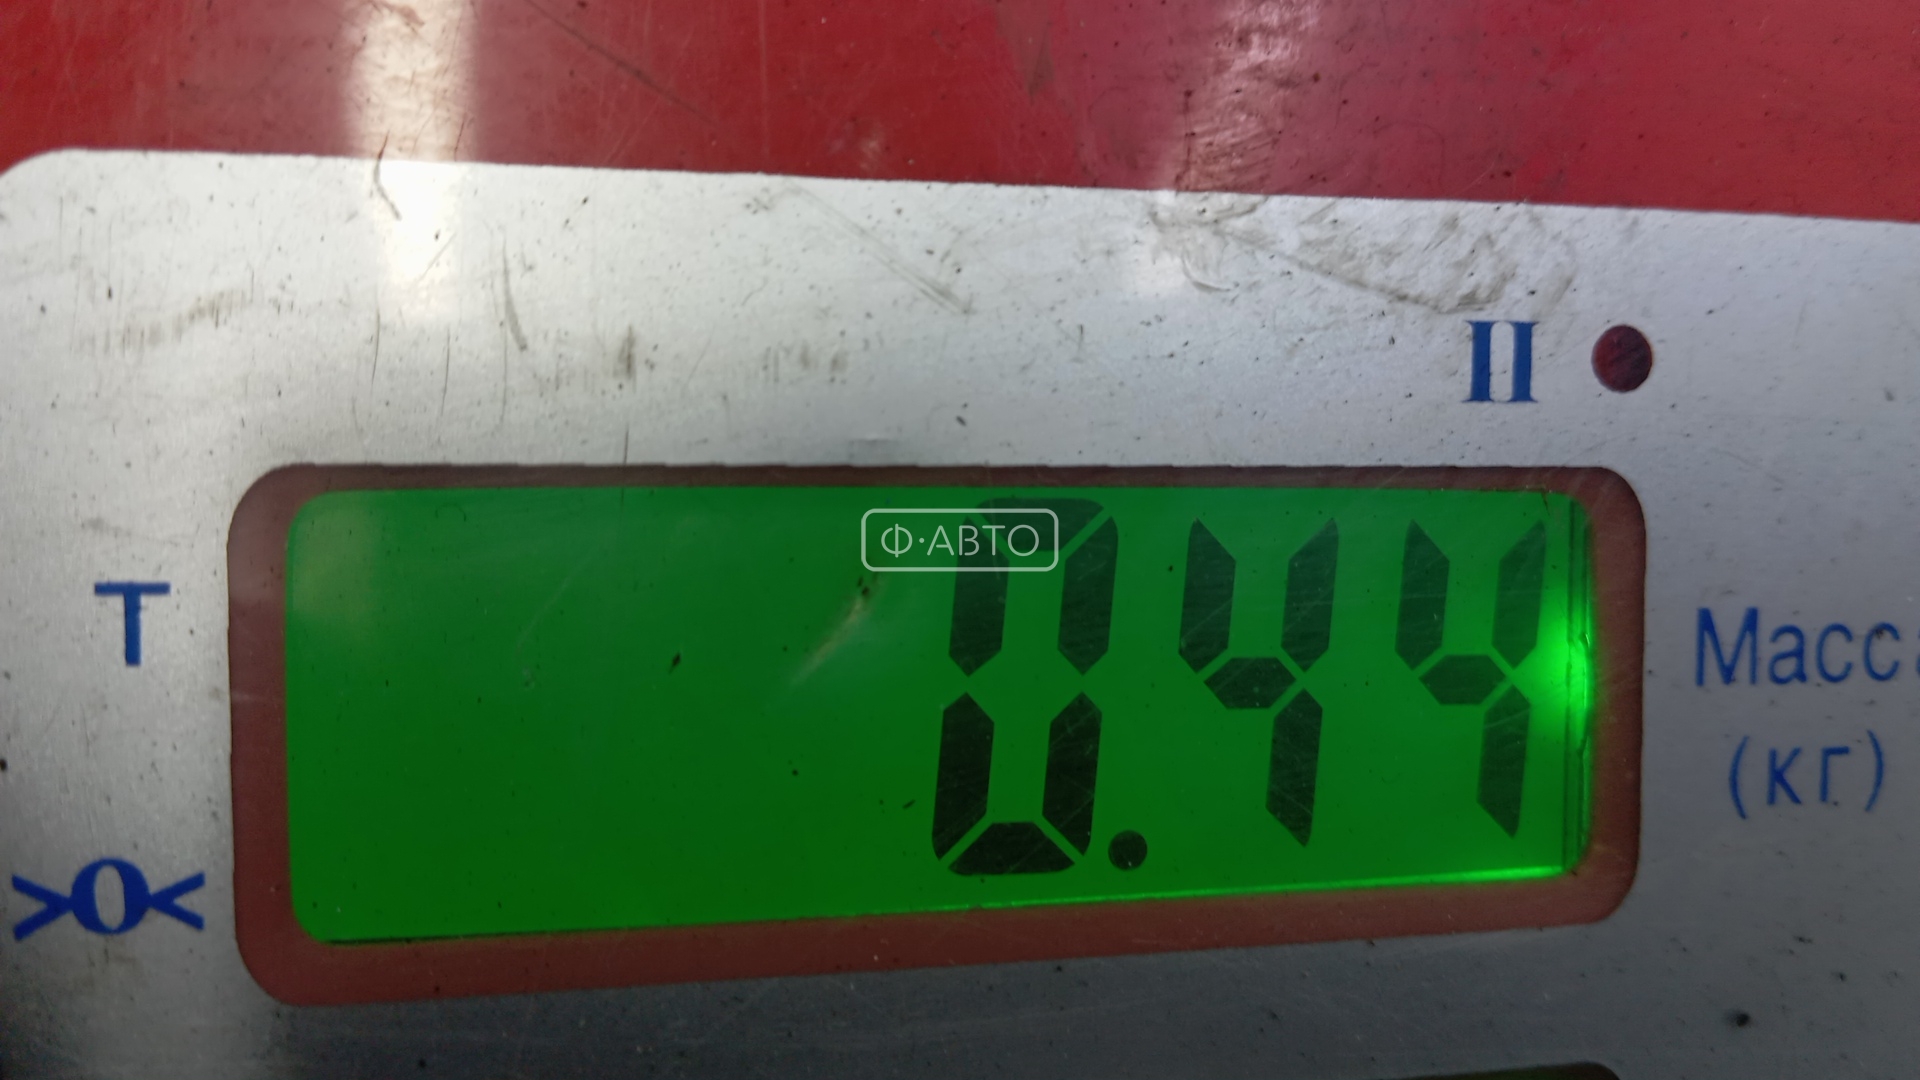 II
Ф·АВТО
0.44
T
Масса
(кг)
>0<